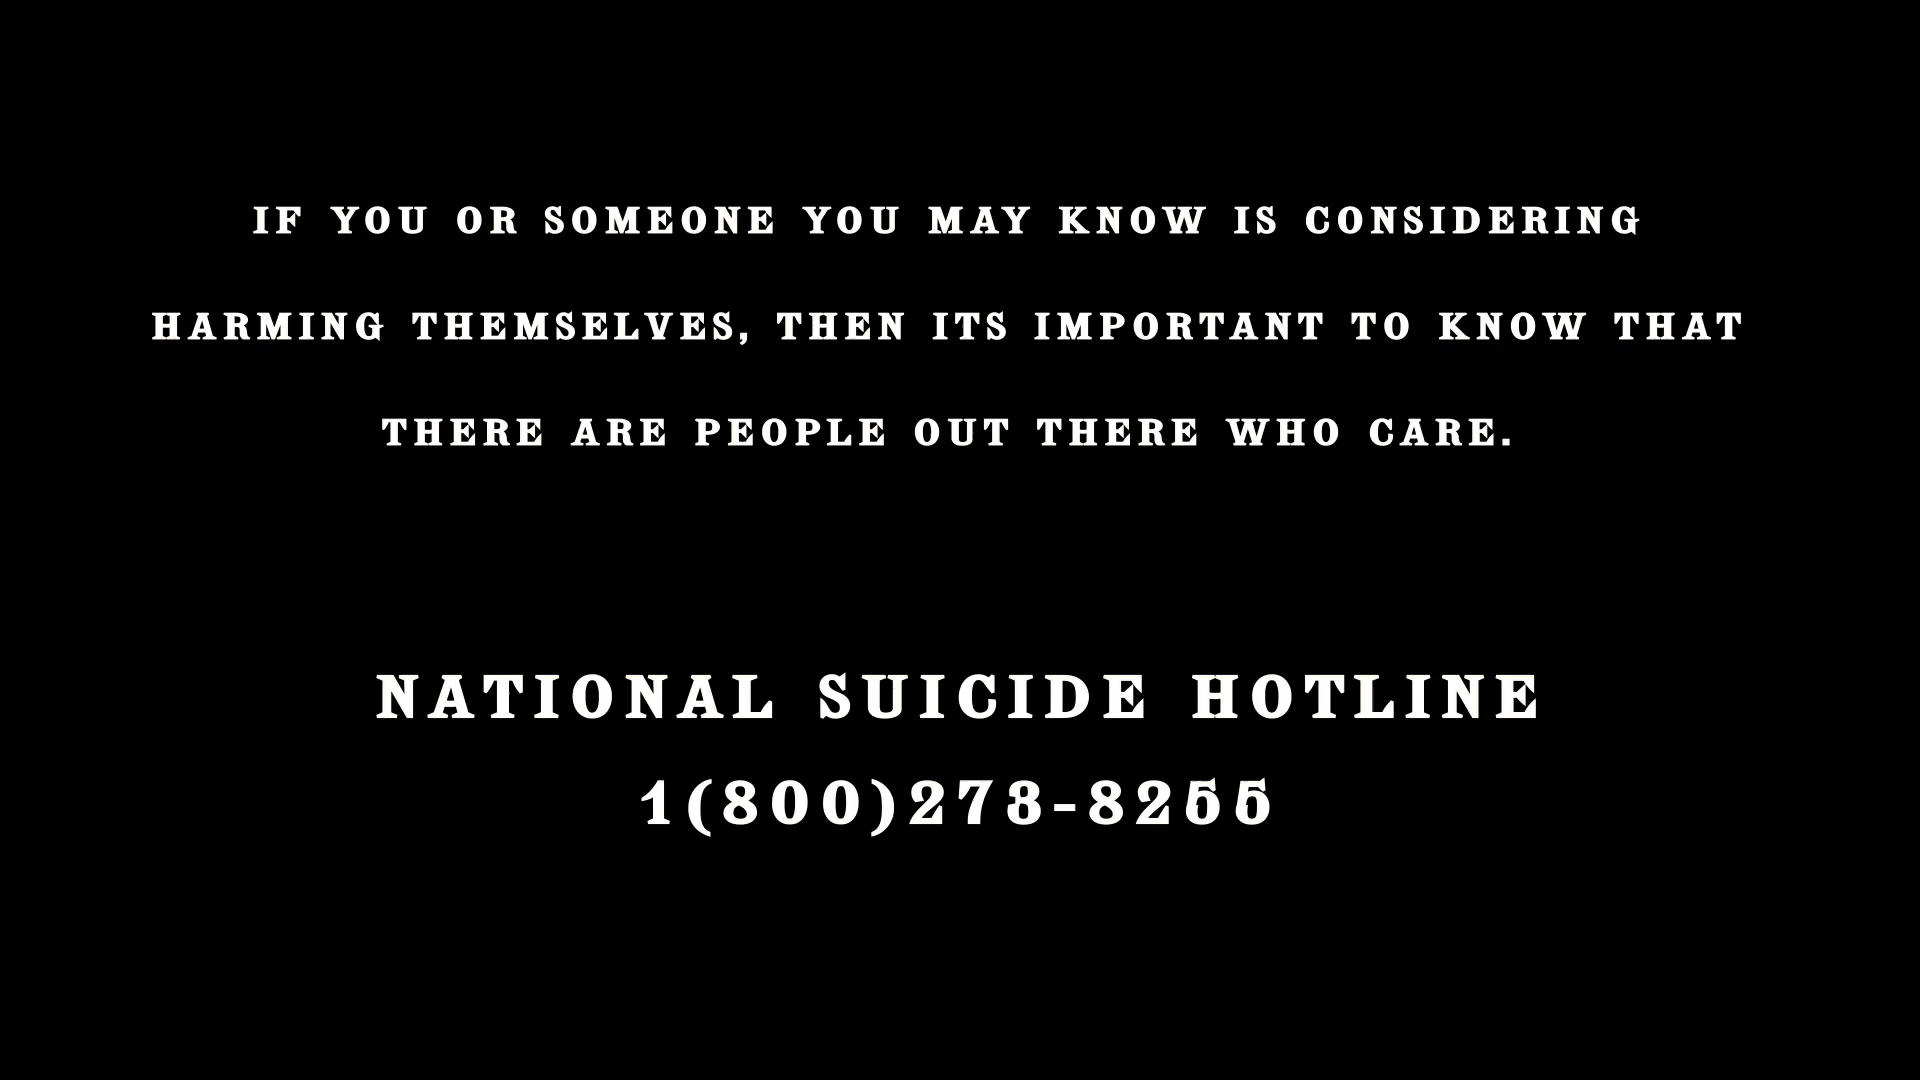 IF YOU OR SOMEONE YOU MAY KNOW IS CONSIDERING
HARMING THEMSELVES, THEN ITS IMPORTANT TO KNOW THAT
THERE ARE PEOPLE OUT THERE WHO CARE.
NATIONAL SUICIDE HOTLINE
1(800)273-8255